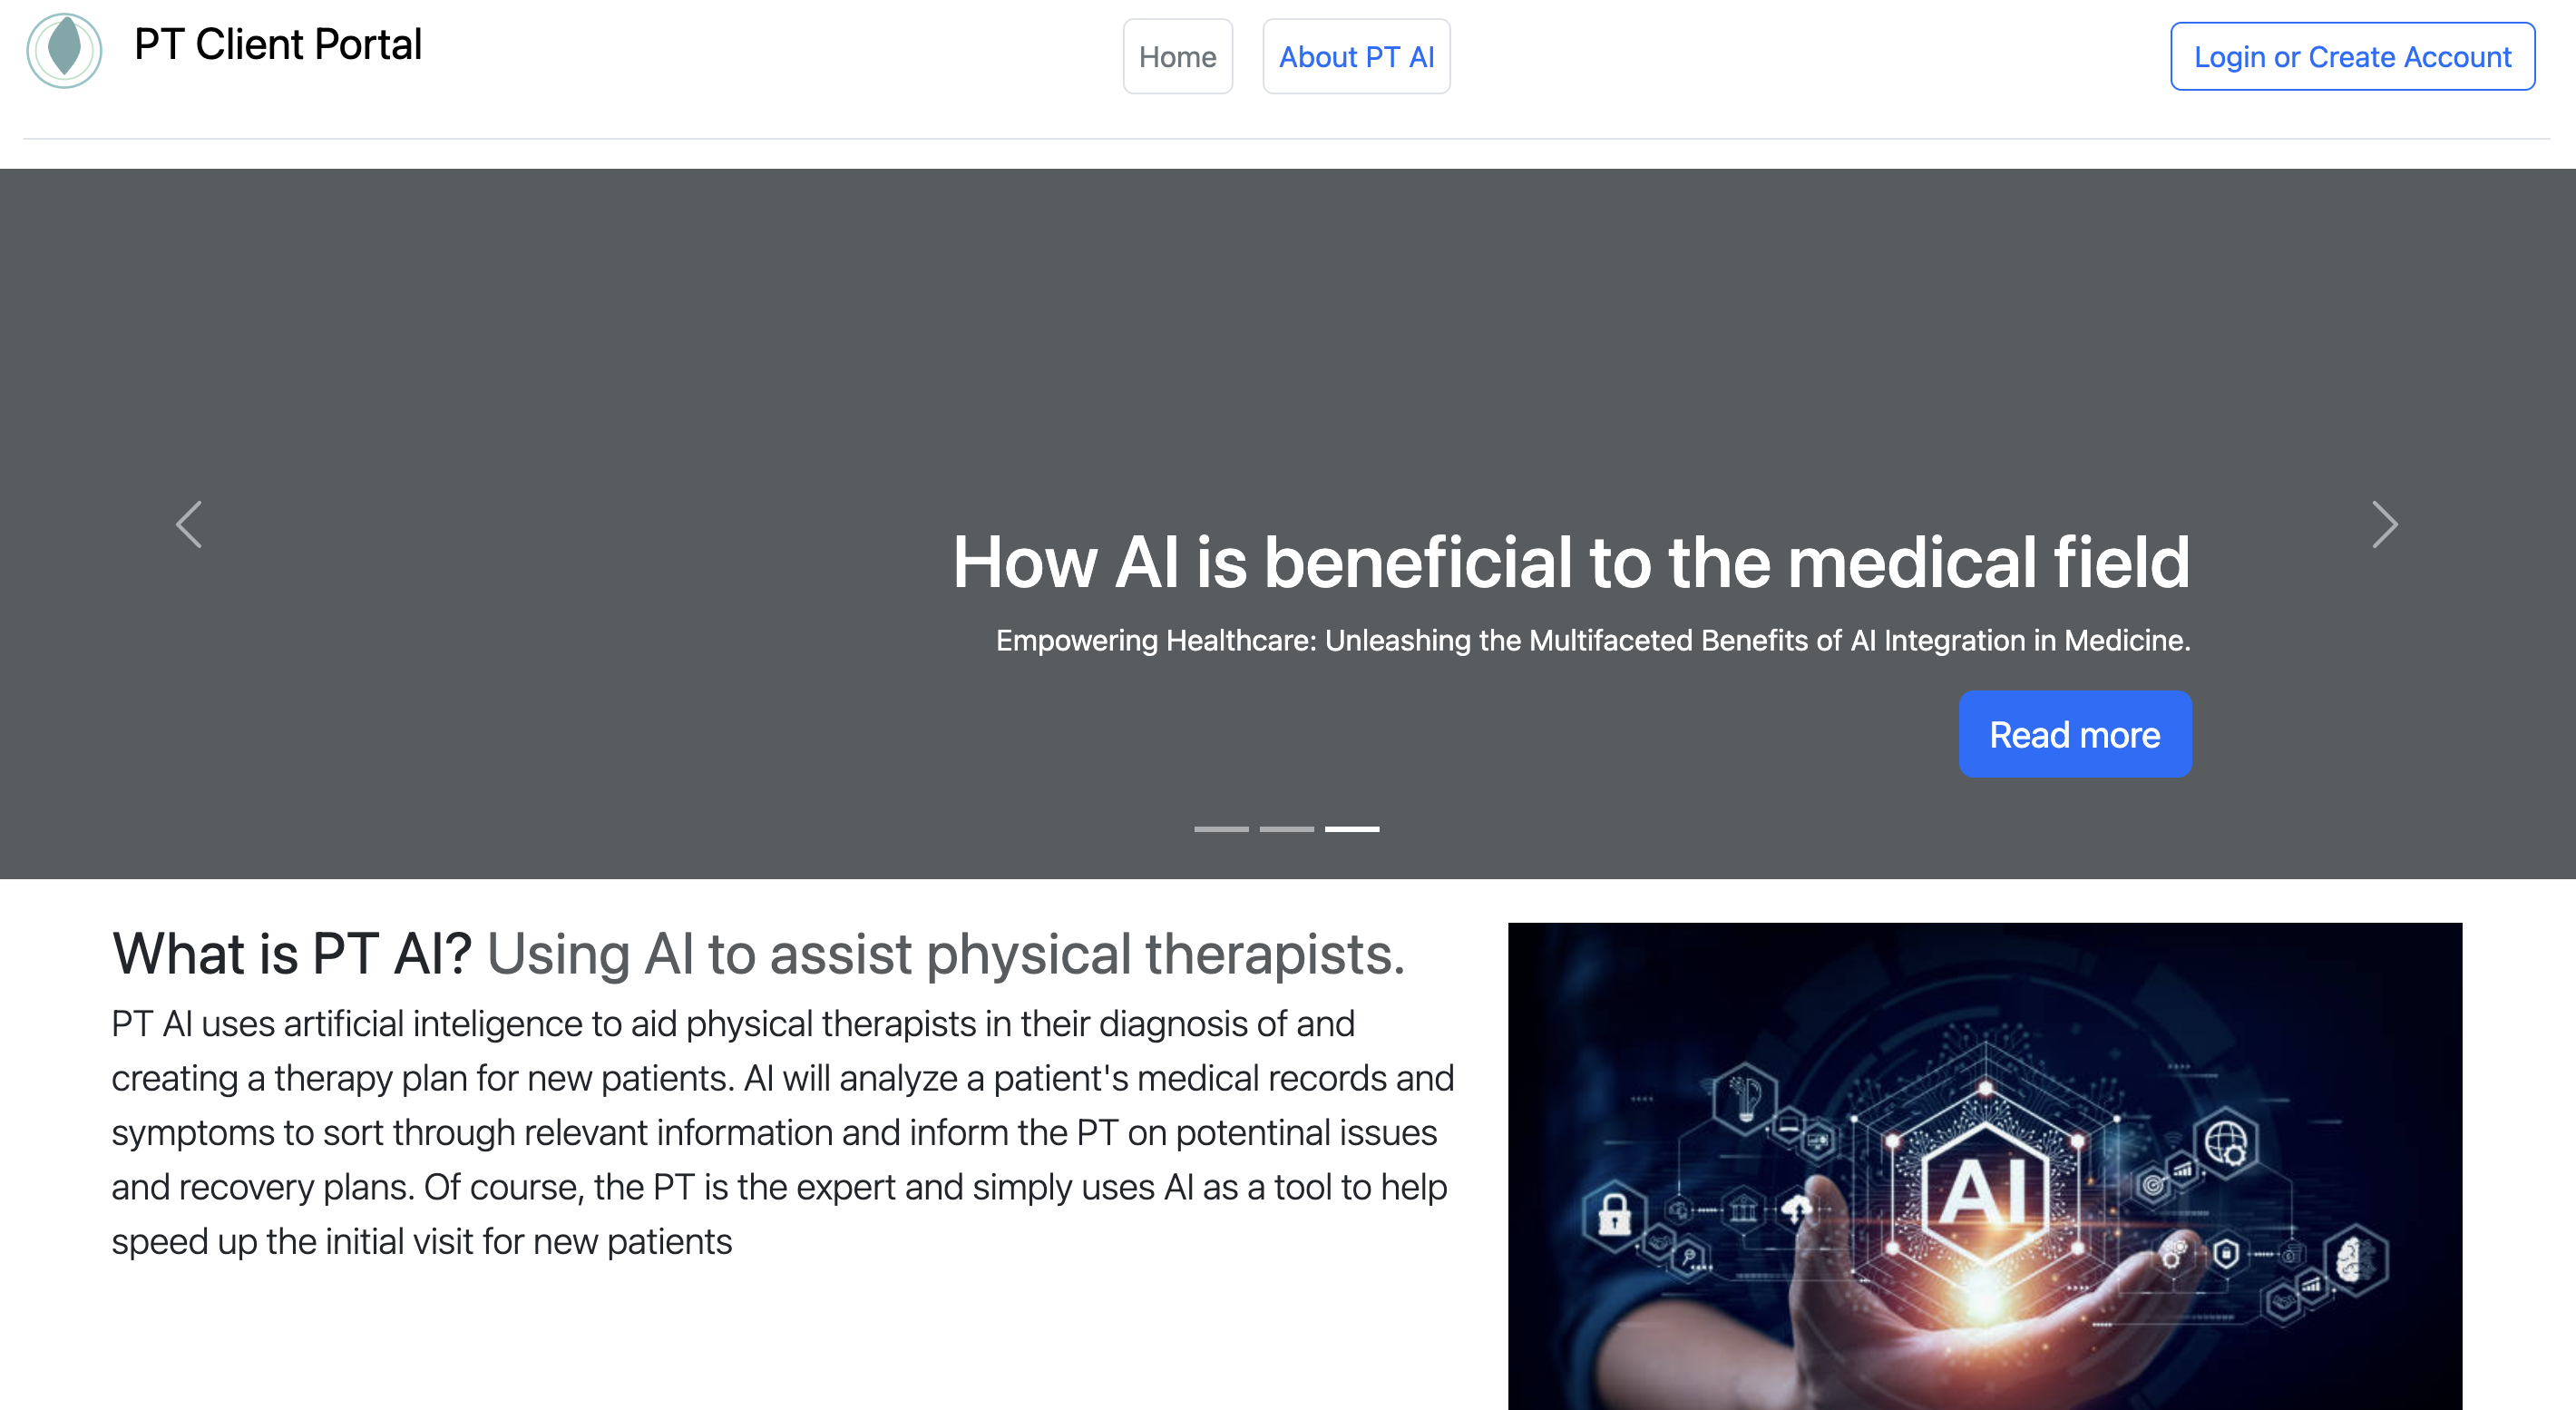 PT Client Portal
Home
About PT AI
Login or Create Account
How AI is beneficial to the medical field
Empowering Healthcare: Unleashing the Multifaceted Benefits of AI Integration in Medicine.
Read more
What is PT AI? Using AI to assist physical therapists.
PT AI uses artificial inteligence to aid physical therapists in their diagnosis of and
creating a therapy plan for new patients. AI will analyze a patient's medical records and
symptoms to sort through relevant information and inform the PT on potentinal issues
and recovery plans. Of course, the PT is the expert and simply uses AI as a tool to help
speed up the initial visit for new patients
AI